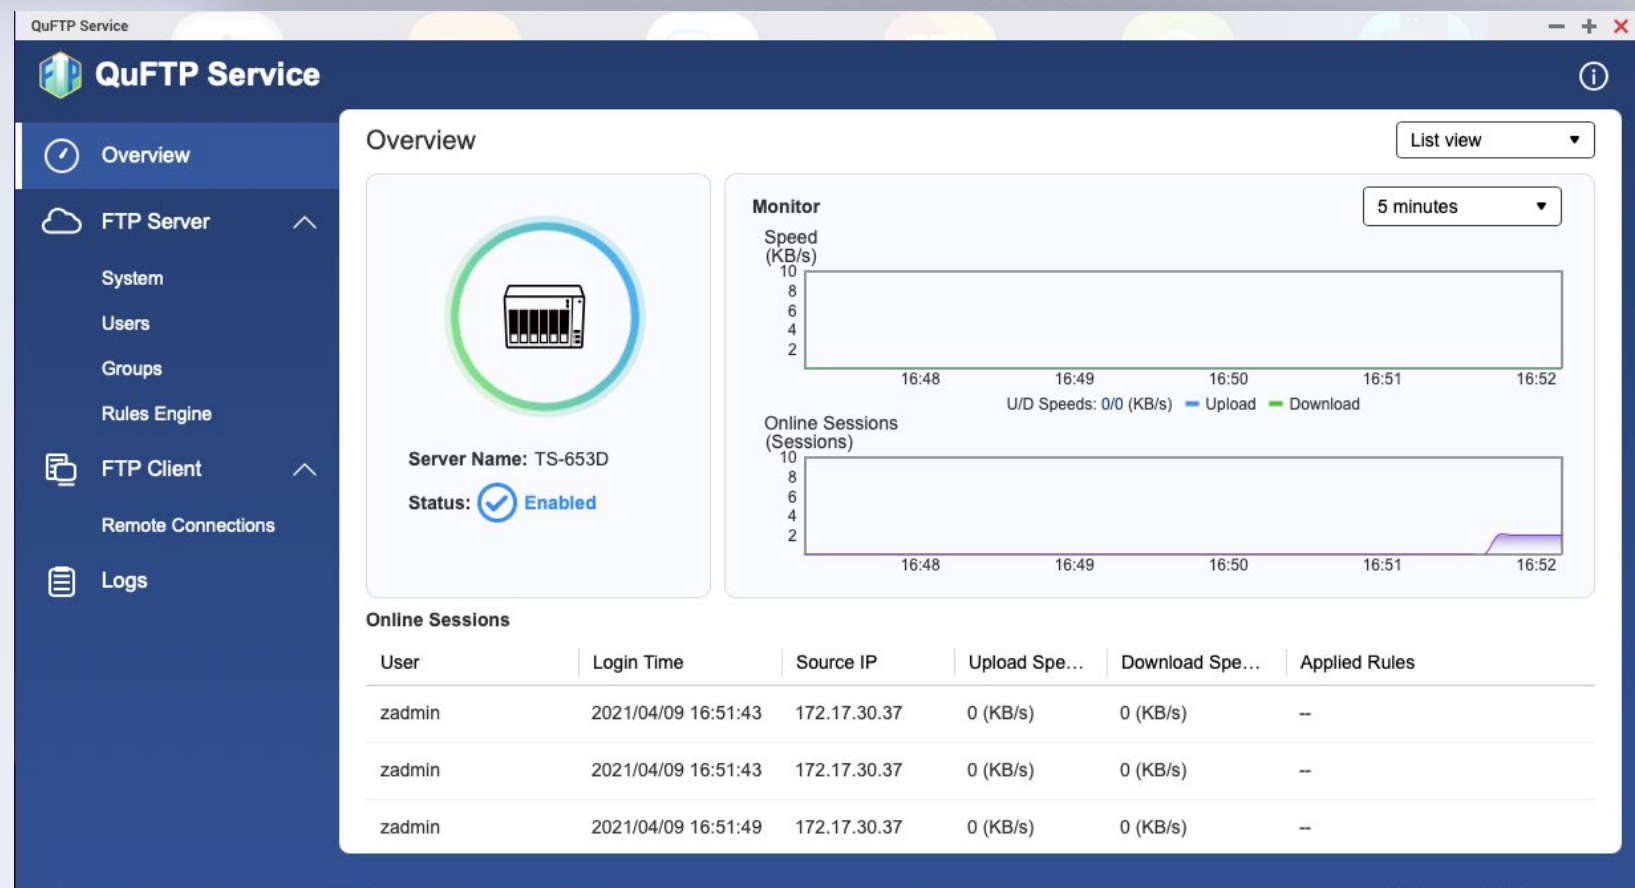 QuFTP Service
QuFTP Service
Overview
FTP Server
System
Users
Groups
Rules Engine
FTP Client
Remote Connections
Logs
Overview
List view
Server Name: TS-653D
Status: Enabled
Monitor
5 minutes
Speed
(KB/s)
10
8
6
4
2
16:48 16:49 16:50 16:51 16:52
U/D Speeds: 0/0 (KB/s) Upload Download
Online Sessions
(Sessions)
10
8
6
4
2
16:48 16:49 16:50 16:51 16:52
Online Sessions
User Login Time Source IP Upload Spe... Download Spe... Applied Rules
zadmin 2021/04/09 16:51:43 172.17.30.37 0 (KB/s) 0 (KB/s) --
zadmin 2021/04/09 16:51:43 172.17.30.37 0 (KB/s) 0 (KB/s) --
zadmin 2021/04/09 16:51:49 172.17.30.37 0 (KB/s) 0 (KB/s) --